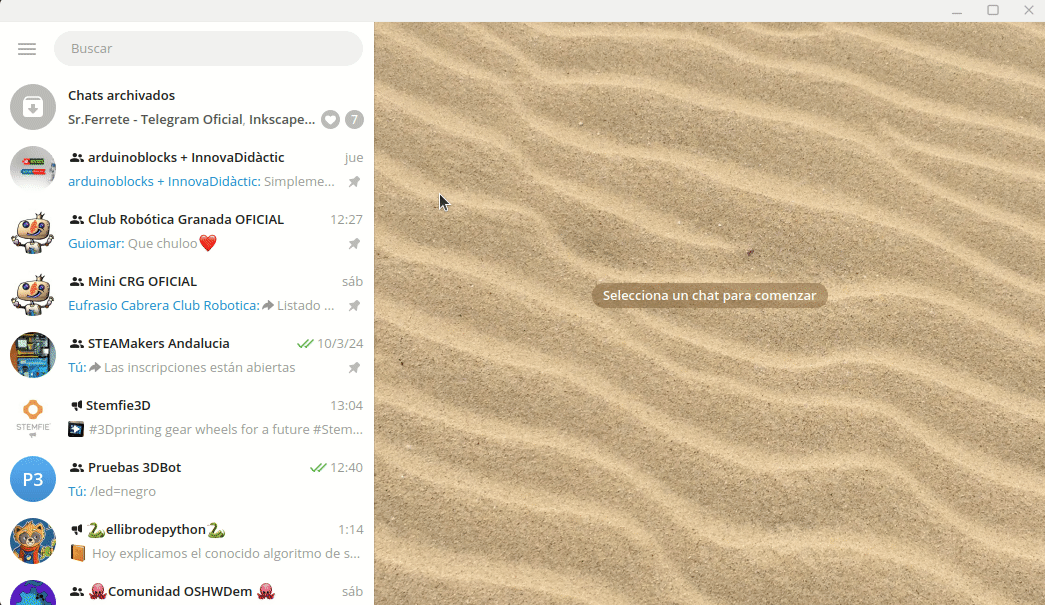 Buscar
Chats archivados
Sr.Ferrete - Telegram Oficial, Inkscape... 7
arduinoblocks + InnovaDidàctic jue
arduinoblocks + InnovaDidàctic: Simpleme...
Club Robótica Granada OFICIAL 12:27
Guiomar: Que chuloo❤️
Mini CRG OFICIAL sáb
Eufrasio Cabrera Club Robotica: Listado ...
Selecciona un chat para comenzar
STEAMakers Andalucia 10/3/24
Tú: Las inscripciones están abiertas
Stemfie3D 13:04
STEMFIE
#3Dprinting gear wheels for a future #Stem...
Pruebas 3DBot 12:40
P3
Tú: /led=negro
🐍ellibrodepython🐍 1:14
📙 Hoy explicamos el conocido algoritmo de s...
🐙Comunidad OSHWDem 🐙 sáb